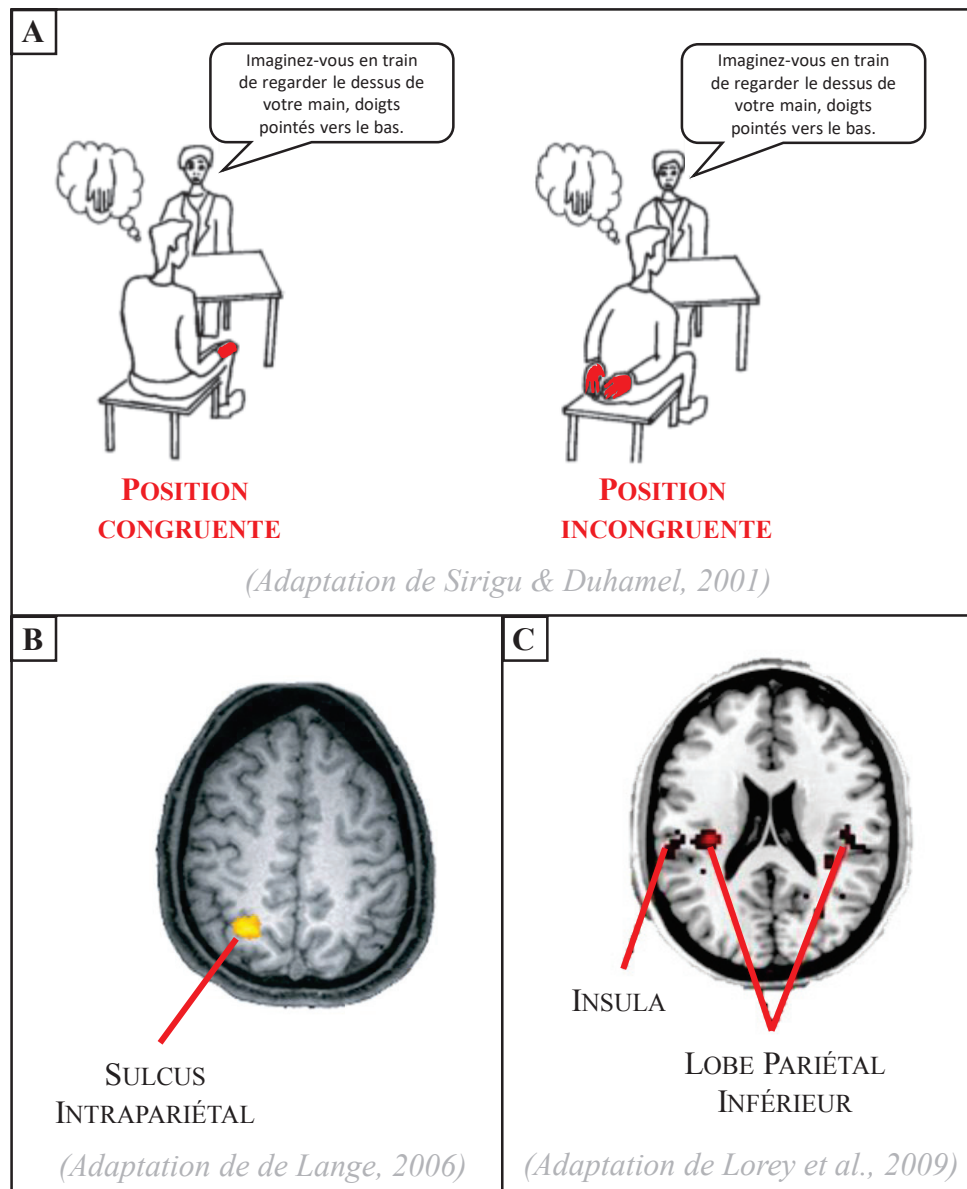 A
Imaginez-vous en train
de regarder le dessus de
votre main, doigts
pointés vers le bas.
Imaginez-vous en train
de regarder le dessus de
votre main, doigts
pointés vers le bas.
POSITION
CONGRUENTE
POSITION
INCONGRUENTE
(Adaptation de Sirigu & Duhamel, 2001)
B
SULCUS
INTRAPARIÉTAL
(Adaptation de de Lange, 2006)
C
INSULA
LOBE PARIÉTAL
INFÉRIEUR
(Adaptation de Lorey et al., 2009)